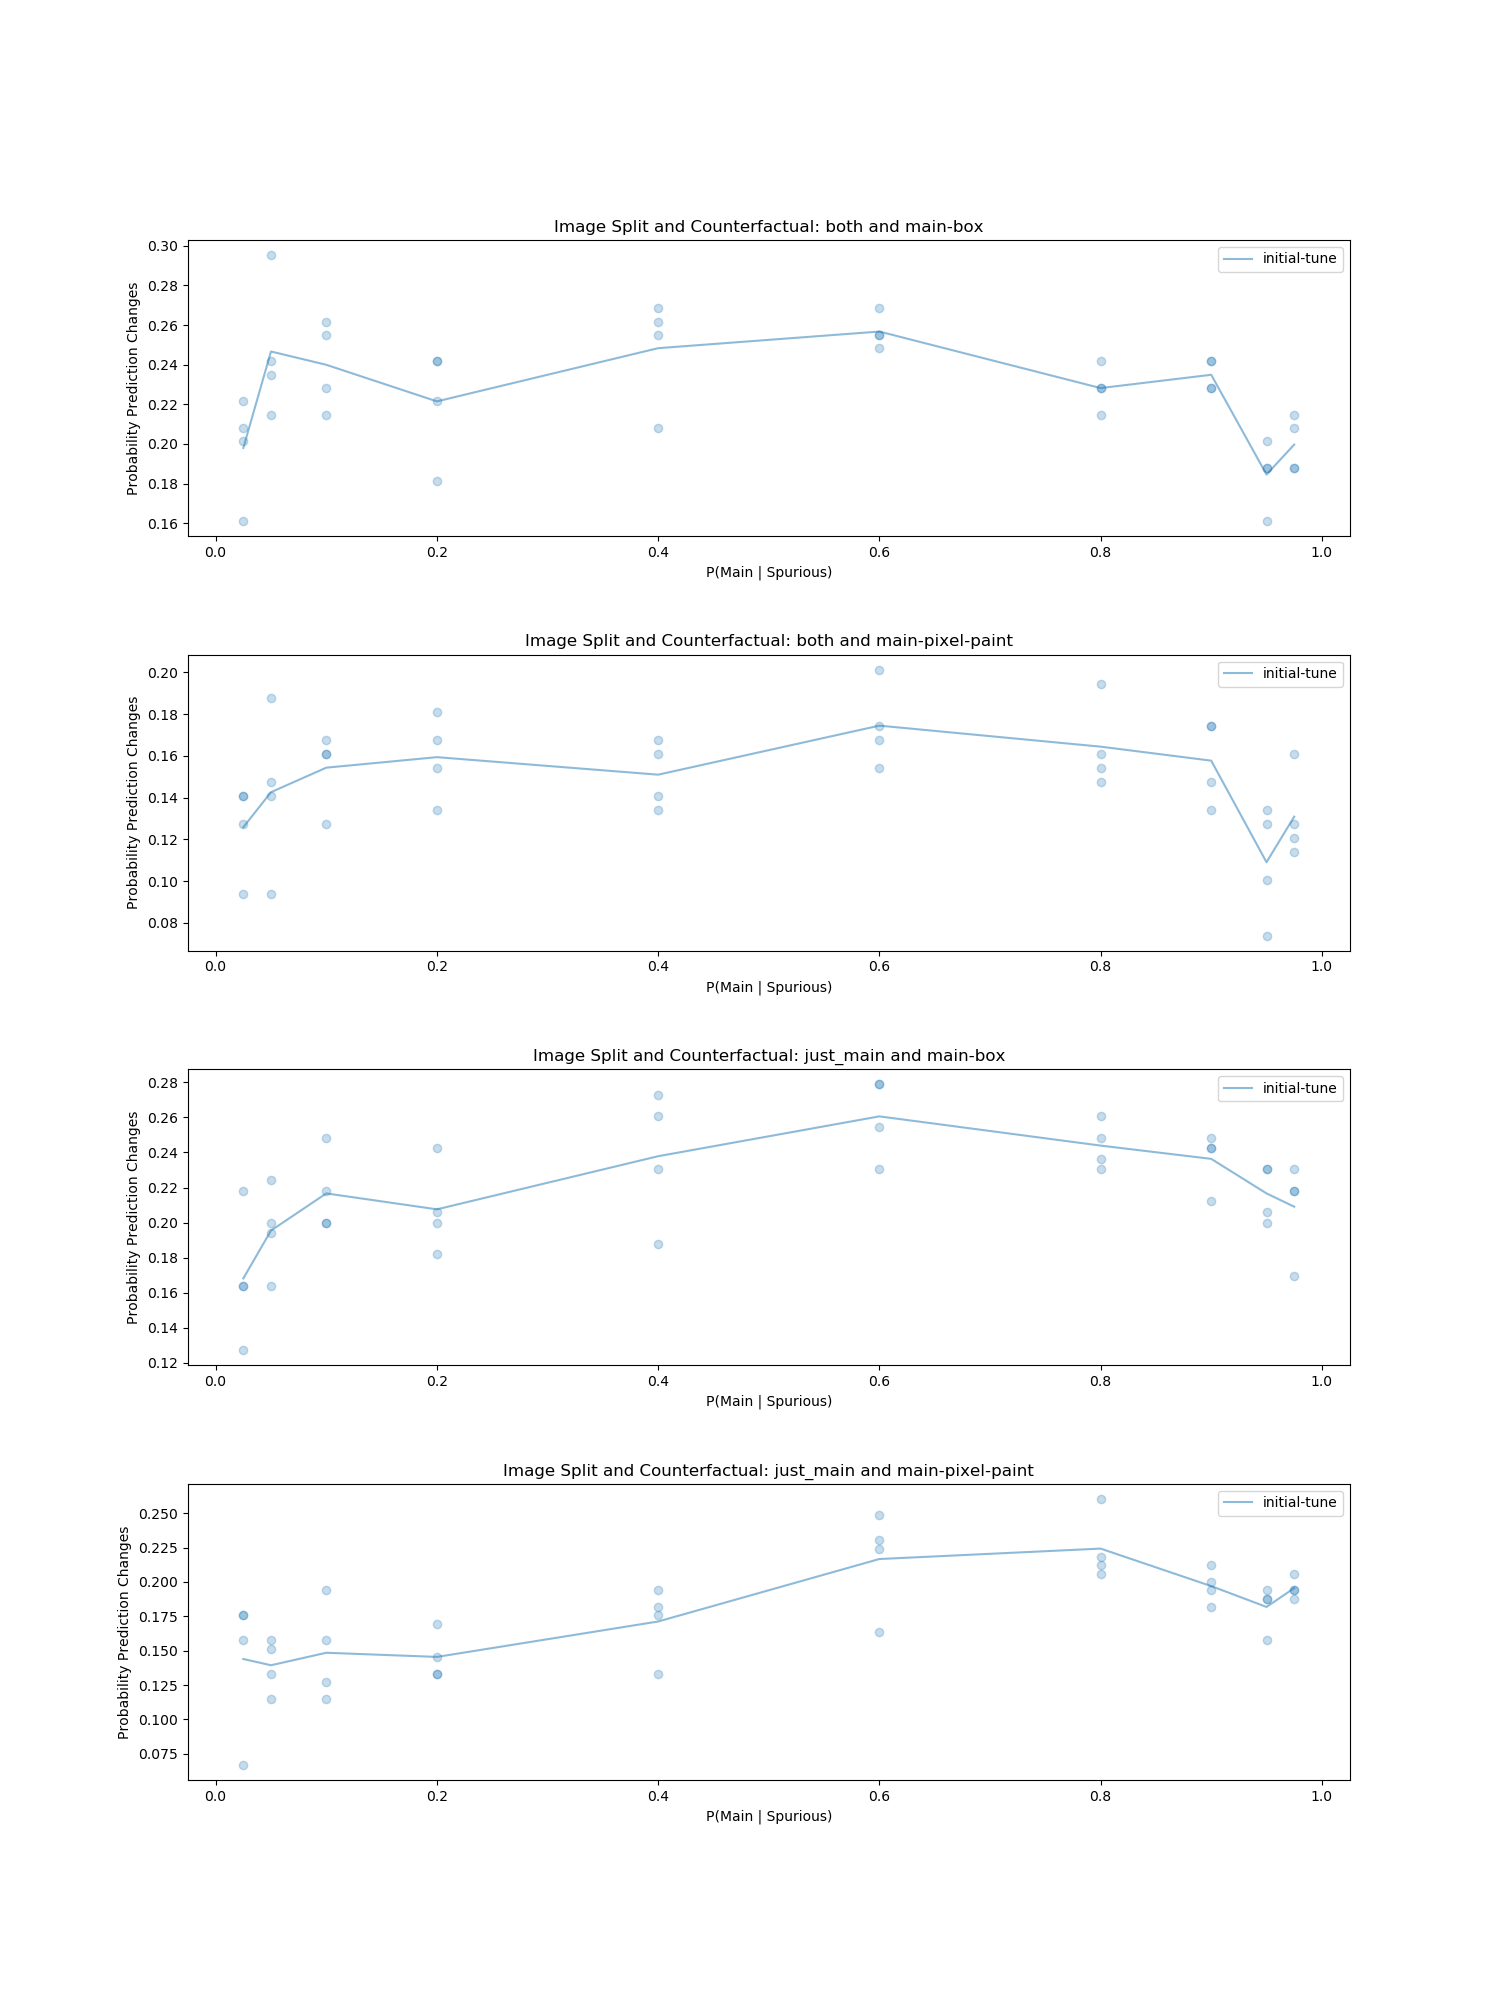 Image Split and Counterfactual: both and main-box
initial-tune
Probability Prediction Changes
0.30
0.28
0.26
0.24
0.22
0.20
0.18
0.16
0.0 0.2 0.4 0.6 0.8 1.0
P(Main | Spurious)
Image Split and Counterfactual: both and main-pixel-paint
initial-tune
Probability Prediction Changes
0.20
0.18
0.16
0.14
0.12
0.10
0.08
0.0 0.2 0.4 0.6 0.8 1.0
P(Main | Spurious)
Image Split and Counterfactual: just_main and main-box
initial-tune
Probability Prediction Changes
0.28
0.26
0.24
0.22
0.20
0.18
0.16
0.14
0.12
0.0 0.2 0.4 0.6 0.8 1.0
P(Main | Spurious)
Image Split and Counterfactual: just_main and main-pixel-paint
initial-tune
Probability Prediction Changes
0.250
0.225
0.200
0.175
0.150
0.125
0.100
0.075
0.0 0.2 0.4 0.6 0.8 1.0
P(Main | Spurious)